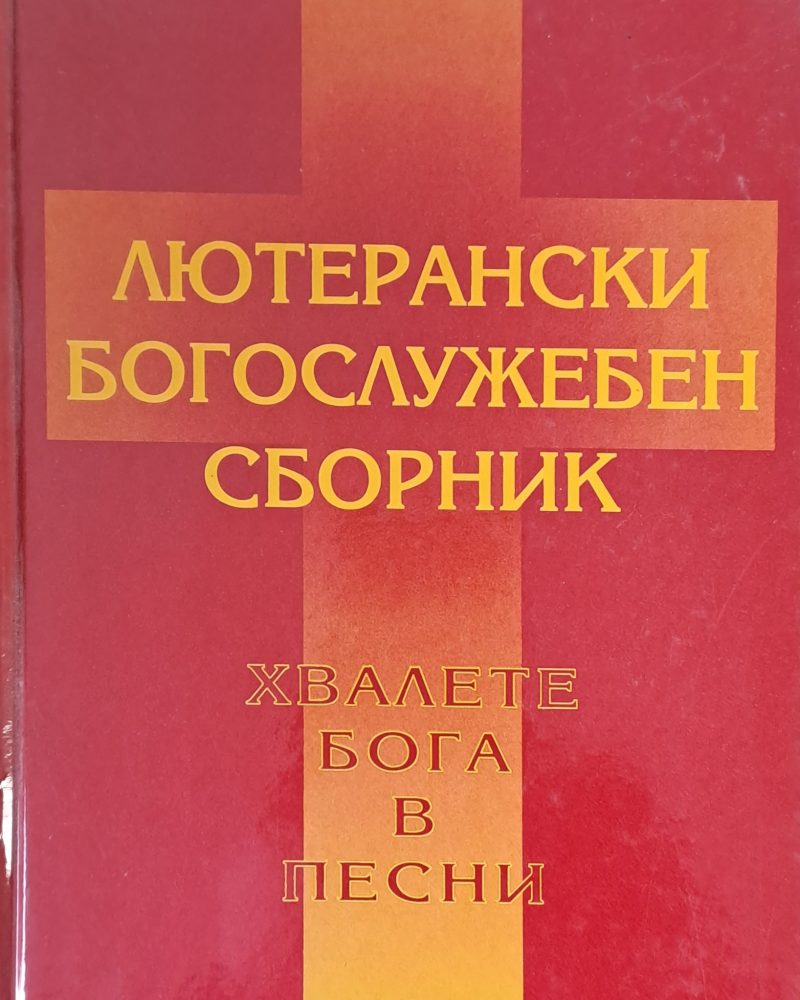 ЛЮТЕРАНСКИ
БОГОСЛУЖЕБЕН
СБОРНИК
ХВАЛЕТЕ
БОГА
В
ПЕСНИ